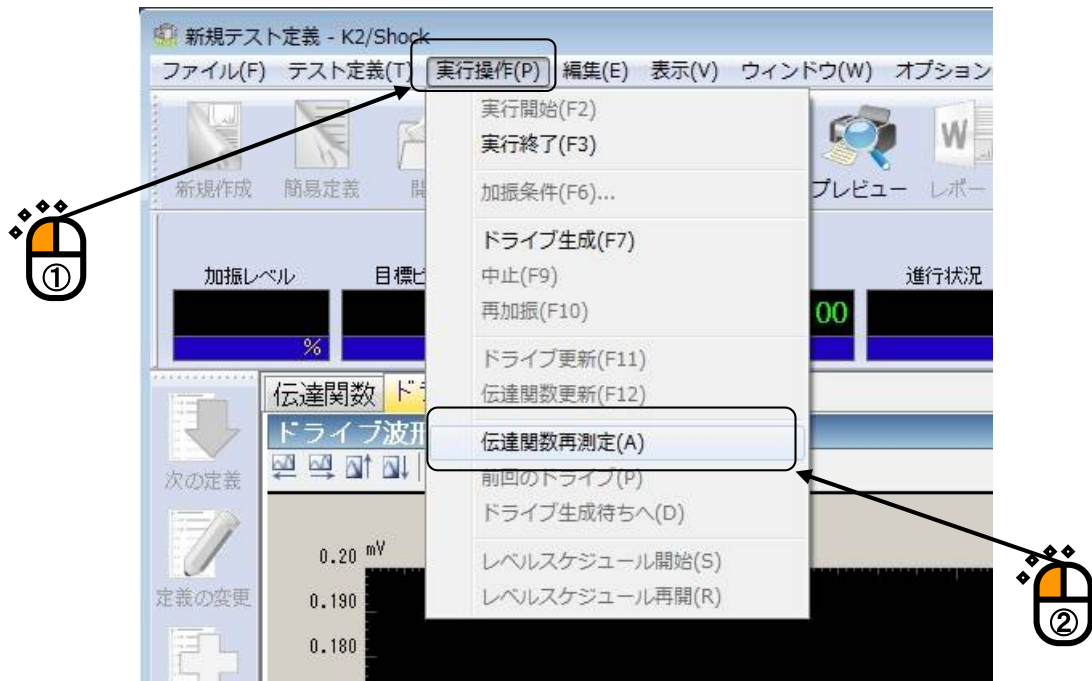 新規テスト定義 - K2/Shock
ファイル(F) テスト定義(T) 実行操作(P) 編集(E) 表示(V) ウィンドウ(W) オプション
実行開始(F2)
実行終了(F3)
加振条件(F6)...
ドライブ生成(F7)
中止(F9)
再加振(F10)
ドライブ更新(F11)
伝達関数更新(F12)
伝達関数再測定(A)
前回のドライブ(P)
ドライブ生成待ちへ(D)
レベルスケジュール開始(S)
レベルスケジュール再開(R)
新規作成 簡易定義 開 プレビュー レポー
①
加振レベル 目標ピ 進行状況
00
%
伝達関数 ド
ドライブ波形
次の定義
定義の変更
0.20 mV
0.190
0.180
②